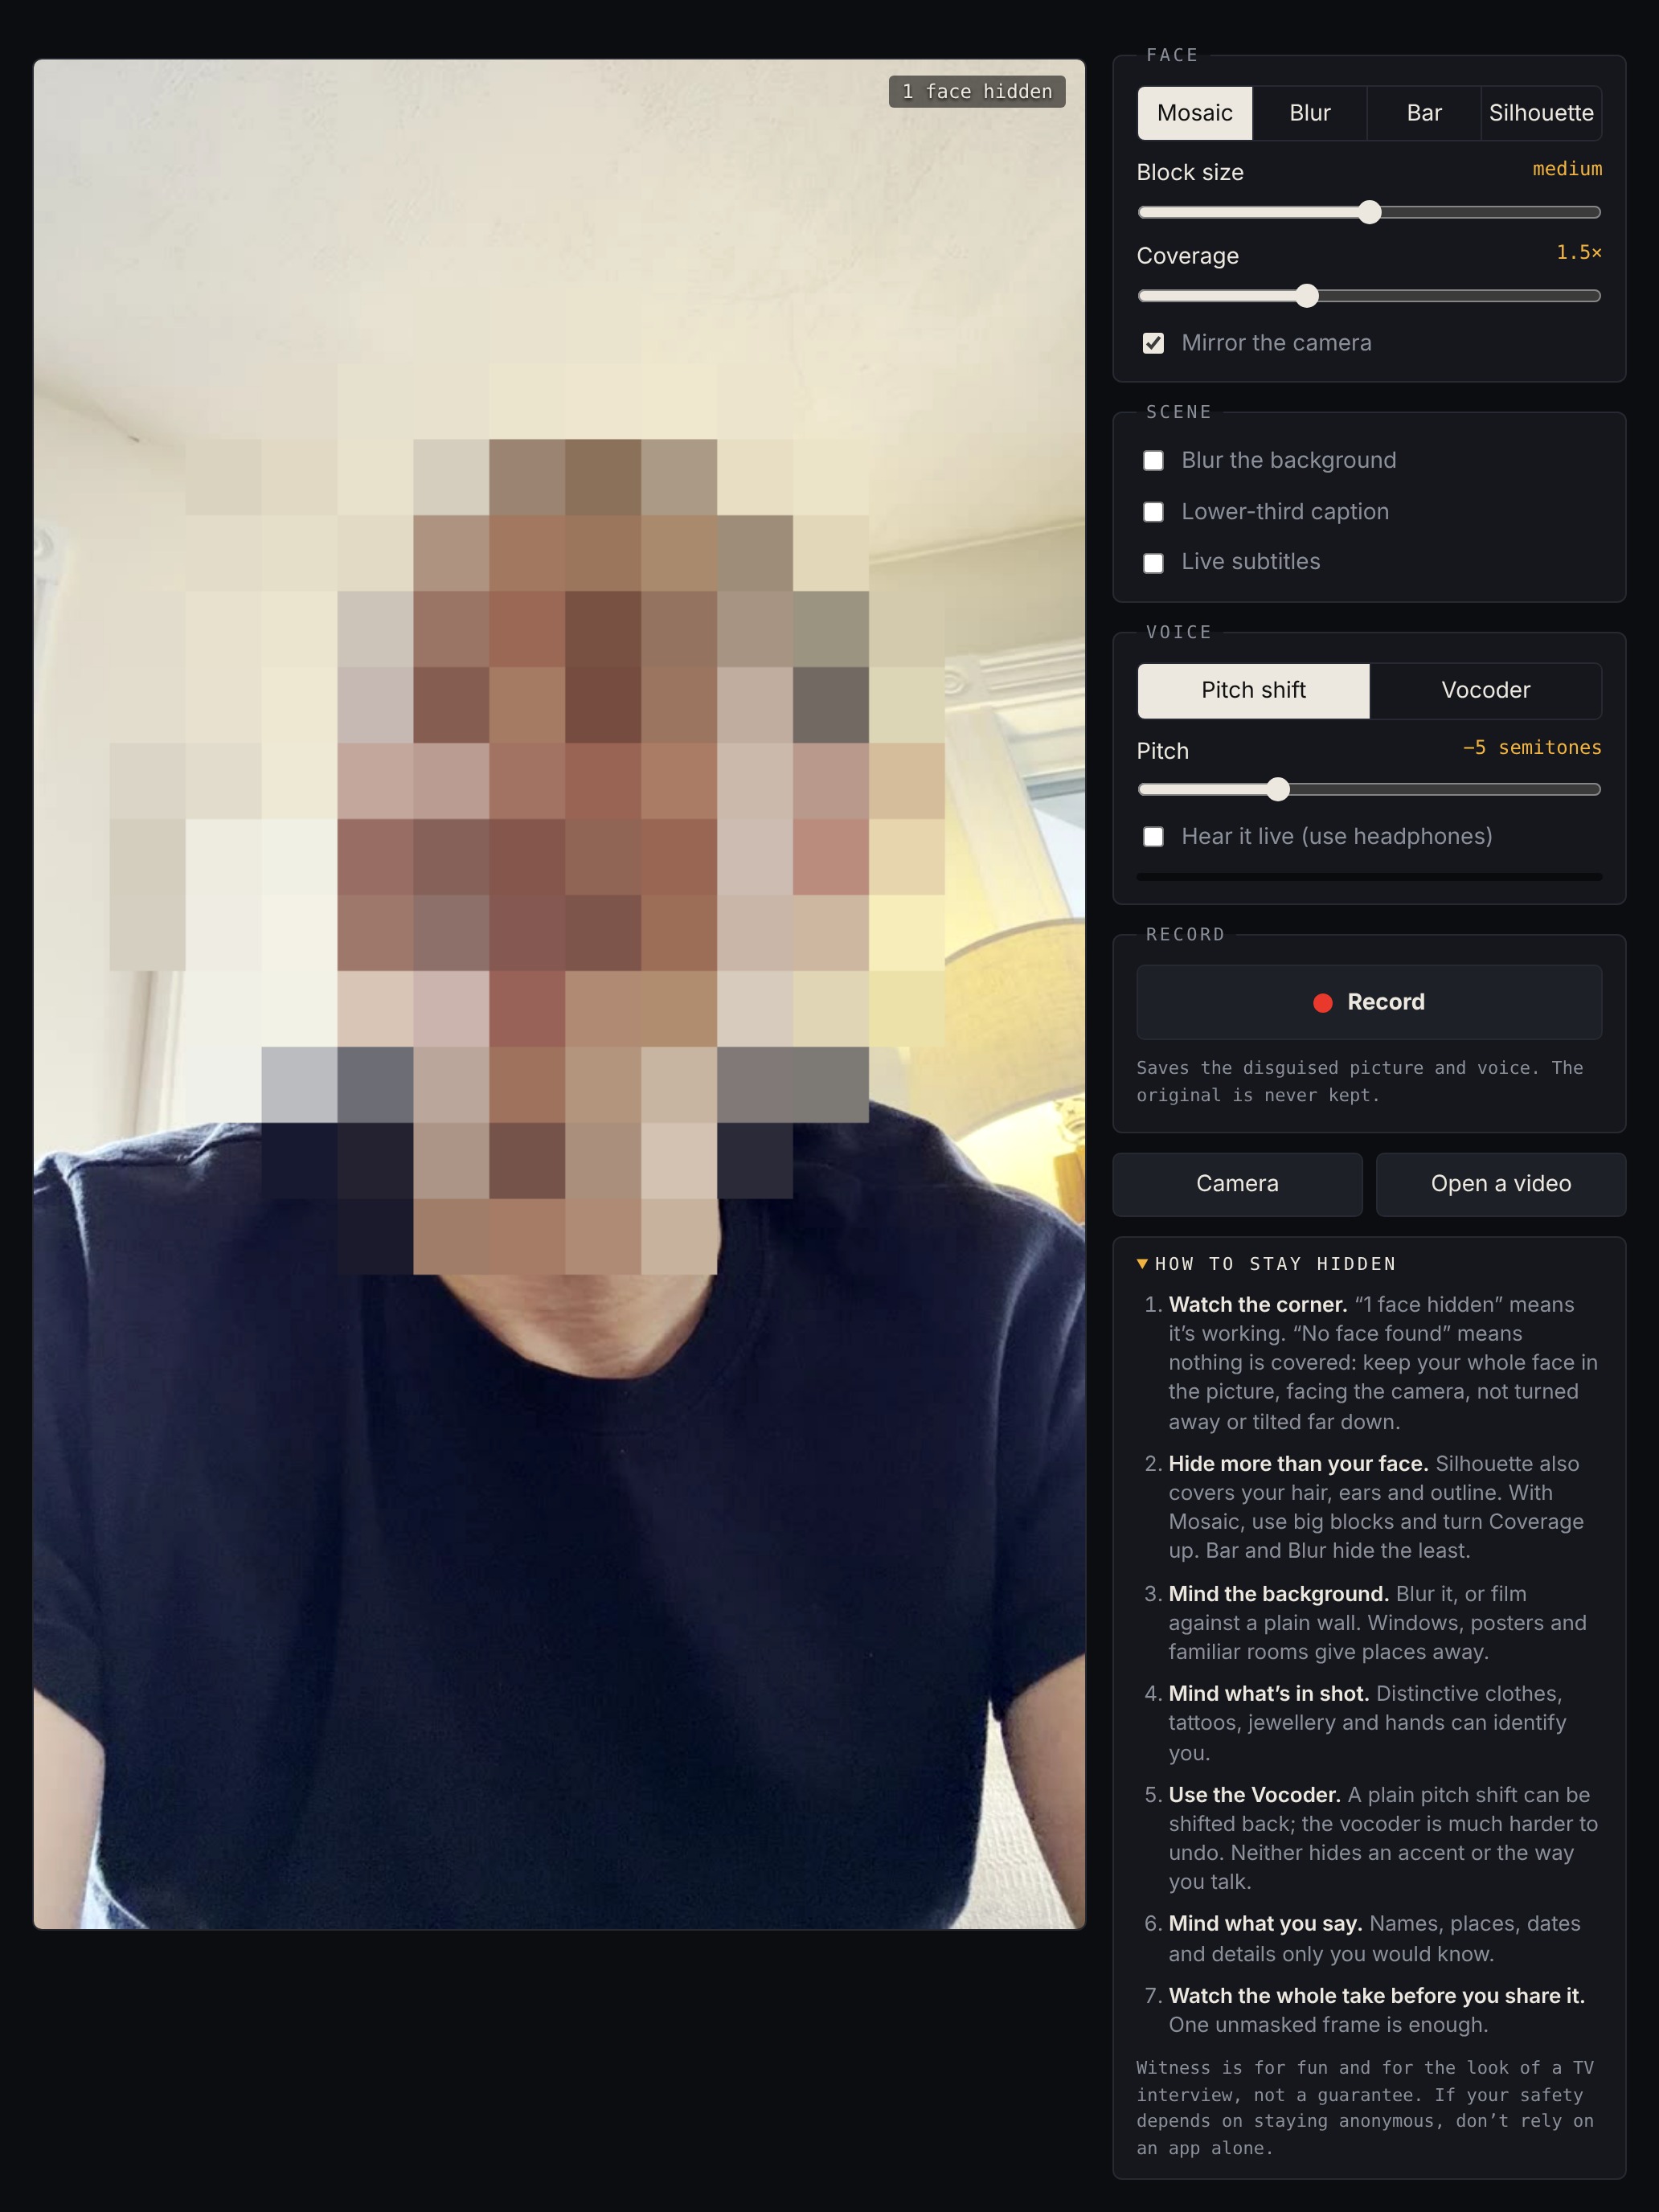 1 face hidden
FACE
Mosaic Blur Bar Silhouette
Block size medium
Coverage 1.5×
Mirror the camera
SCENE
Blur the background
Lower-third caption
Live subtitles
VOICE
Pitch shift Vocoder
Pitch −5 semitones
Hear it live (use headphones)
RECORD
Record
Saves the disguised picture and voice. The
original is never kept.
Camera Open a video
HOW TO STAY HIDDEN
1. Watch the corner. “1 face hidden” means
it’s working. “No face found” means
nothing is covered: keep your whole face in
the picture, facing the camera, not turned
away or tilted far down.
2. Hide more than your face. Silhouette also
covers your hair, ears and outline. With
Mosaic, use big blocks and turn Coverage
up. Bar and Blur hide the least.
3. Mind the background. Blur it, or film
against a plain wall. Windows, posters and
familiar rooms give places away.
4. Mind what’s in shot. Distinctive clothes,
tattoos, jewellery and hands can identify
you.
5. Use the Vocoder. A plain pitch shift can be
shifted back; the vocoder is much harder to
undo. Neither hides an accent or the way
you talk.
6. Mind what you say. Names, places, dates
and details only you would know.
7. Watch the whole take before you share it.
One unmasked frame is enough.
Witness is for fun and for the look of a TV
interview, not a guarantee. If your safety
depends on staying anonymous, don’t rely on
an app alone.